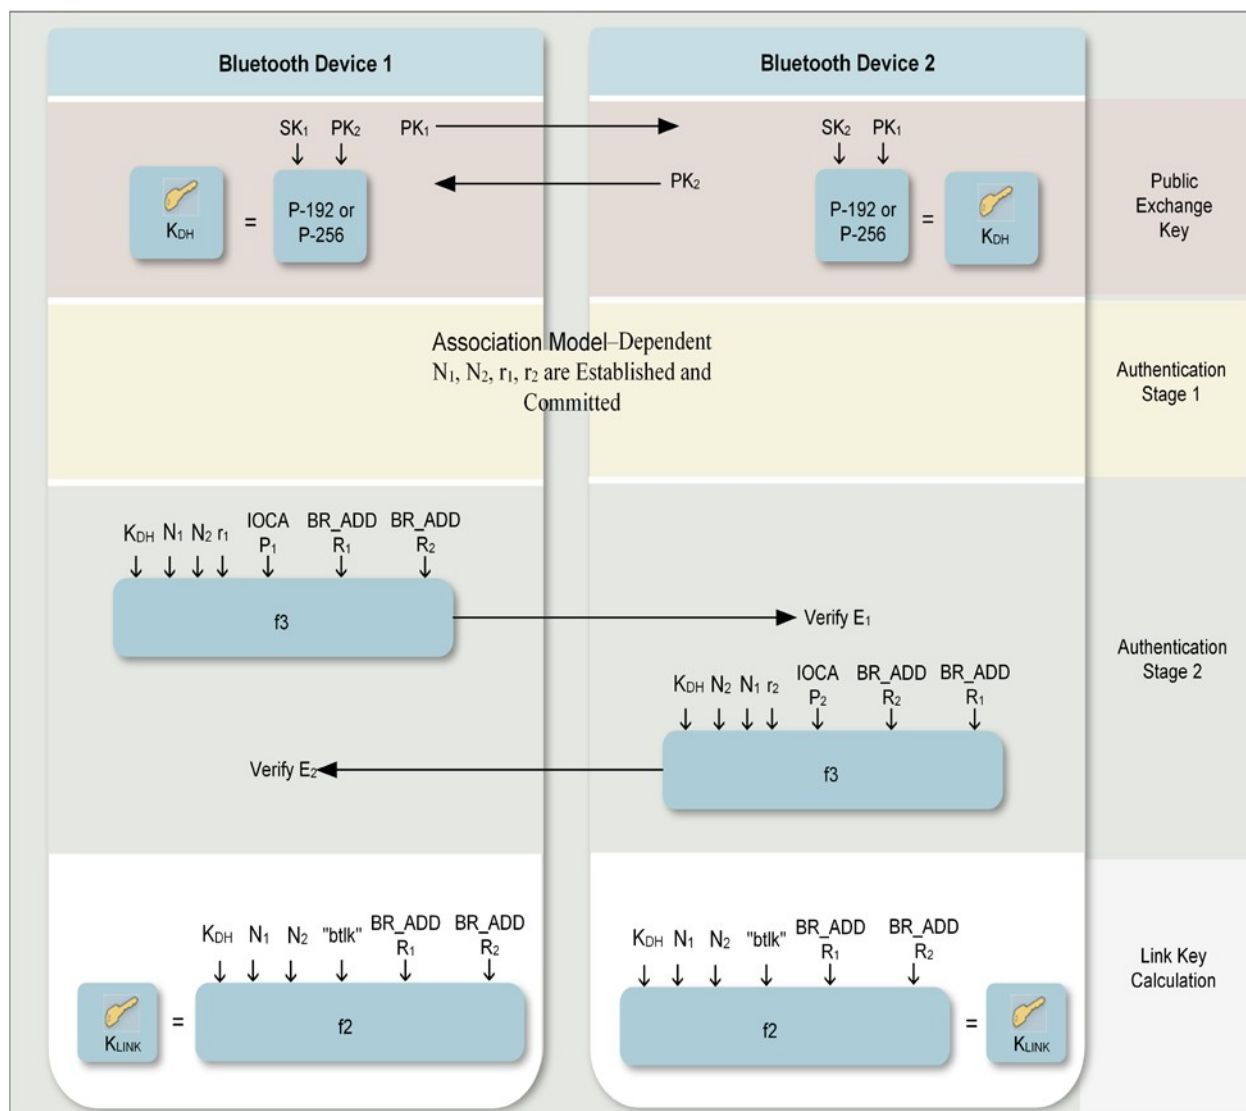 Bluetooth Device 1
Bluetooth Device 2
SK₁ PK₂ PK₁
SK₂ PK₁
PK₂
KDH
=
P-192 or
P-256
P-192 or
P-256
=
KDH
Public
Exchange
Key
Association Model–Dependent
N₁, N₂, r₁, r₂ are Established and
Committed
Authentication
Stage 1
KDH N₁ N₂ r₁ IOCA
P₁
BR_ADD
R₁
BR_ADD
R₂
f3
Verify E₁
Authentication
Stage 2
KDH N₂ N₁ r₂ IOCA
P₂
BR_ADD
R₂
BR_ADD
R₁
Verify E₂
f3
KDH N₁ N₂ "btlk" BR_ADD
R₁
BR_ADD
R₂
KLINK
=
f2
KDH N₁ N₂ "btlk" BR_ADD
R₁
BR_ADD
R₂
f2
=
KLINK
Link Key
Calculation